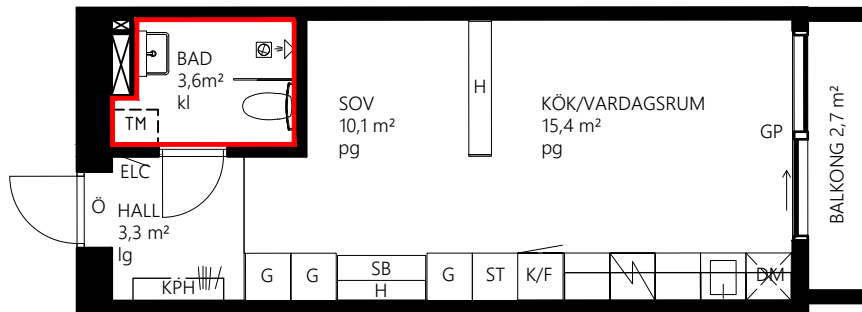 BAD
3,6m²
kl
TM
SOV
10,1 m²
pg
H
KÖK/VARDAGSRUM
15,4 m²
pg
GP
BALKONG 2,7 m²
ELC
Ö
HALL
3,3 m²
lg
KPH
G
G
SB
H
G
ST
K/F
DM